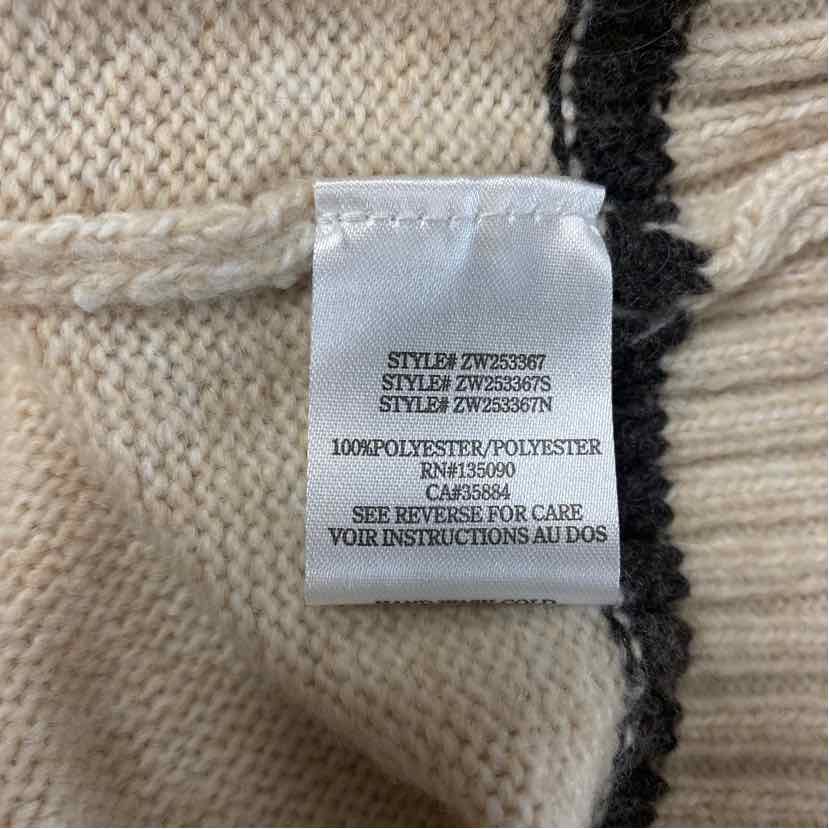 STYLE# ZW253367
STYLE# ZW253367S
STYLE# ZW253367N
100%POLYESTER/POLYESTER
RN#135090
CA#35884
SEE REVERSE FOR CARE
VOIR INSTRUCTIONS AU DOS